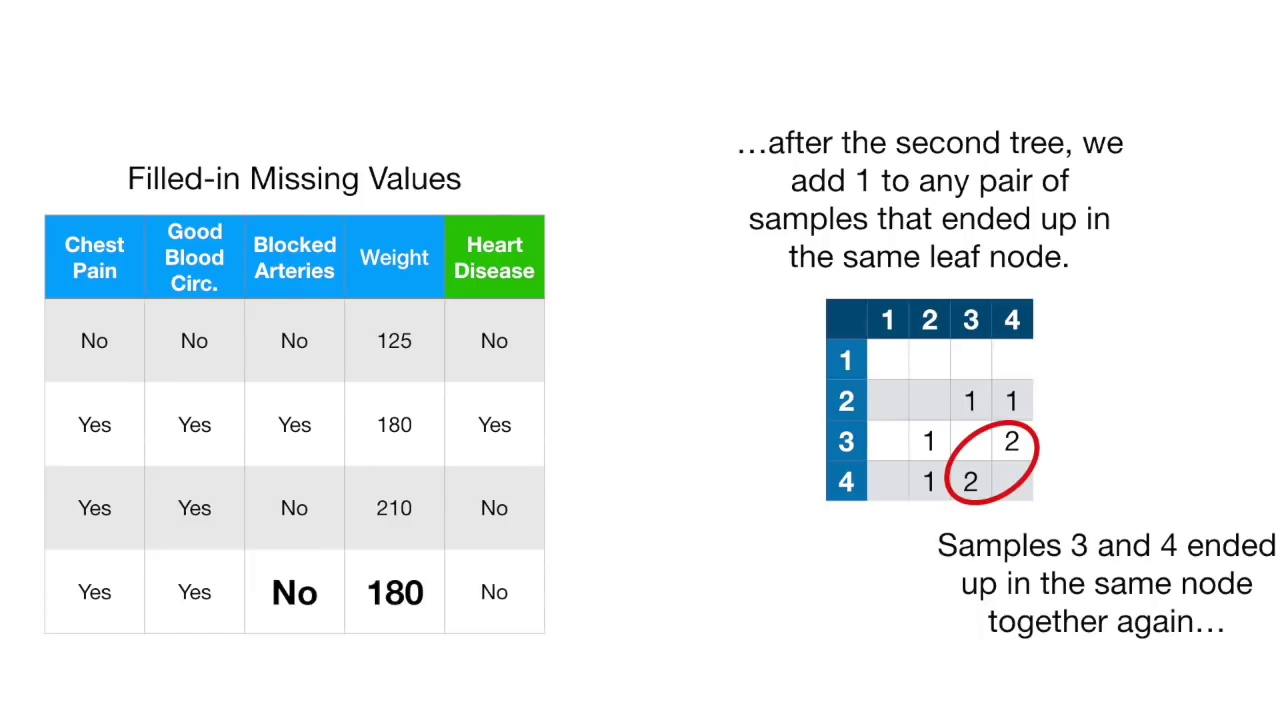 Filled-in Missing Values
Chest Pain Good Blood Circ. Blocked Arteries Weight Heart Disease
No No No 125 No
Yes Yes Yes 180 Yes
Yes Yes No 210 No
Yes Yes No 180 No
…after the second tree, we
add 1 to any pair of
samples that ended up in
the same leaf node.
1 2 3 4
1
2 1 1
3 1 2
4 1 2
Samples 3 and 4 ended
up in the same node
together again…